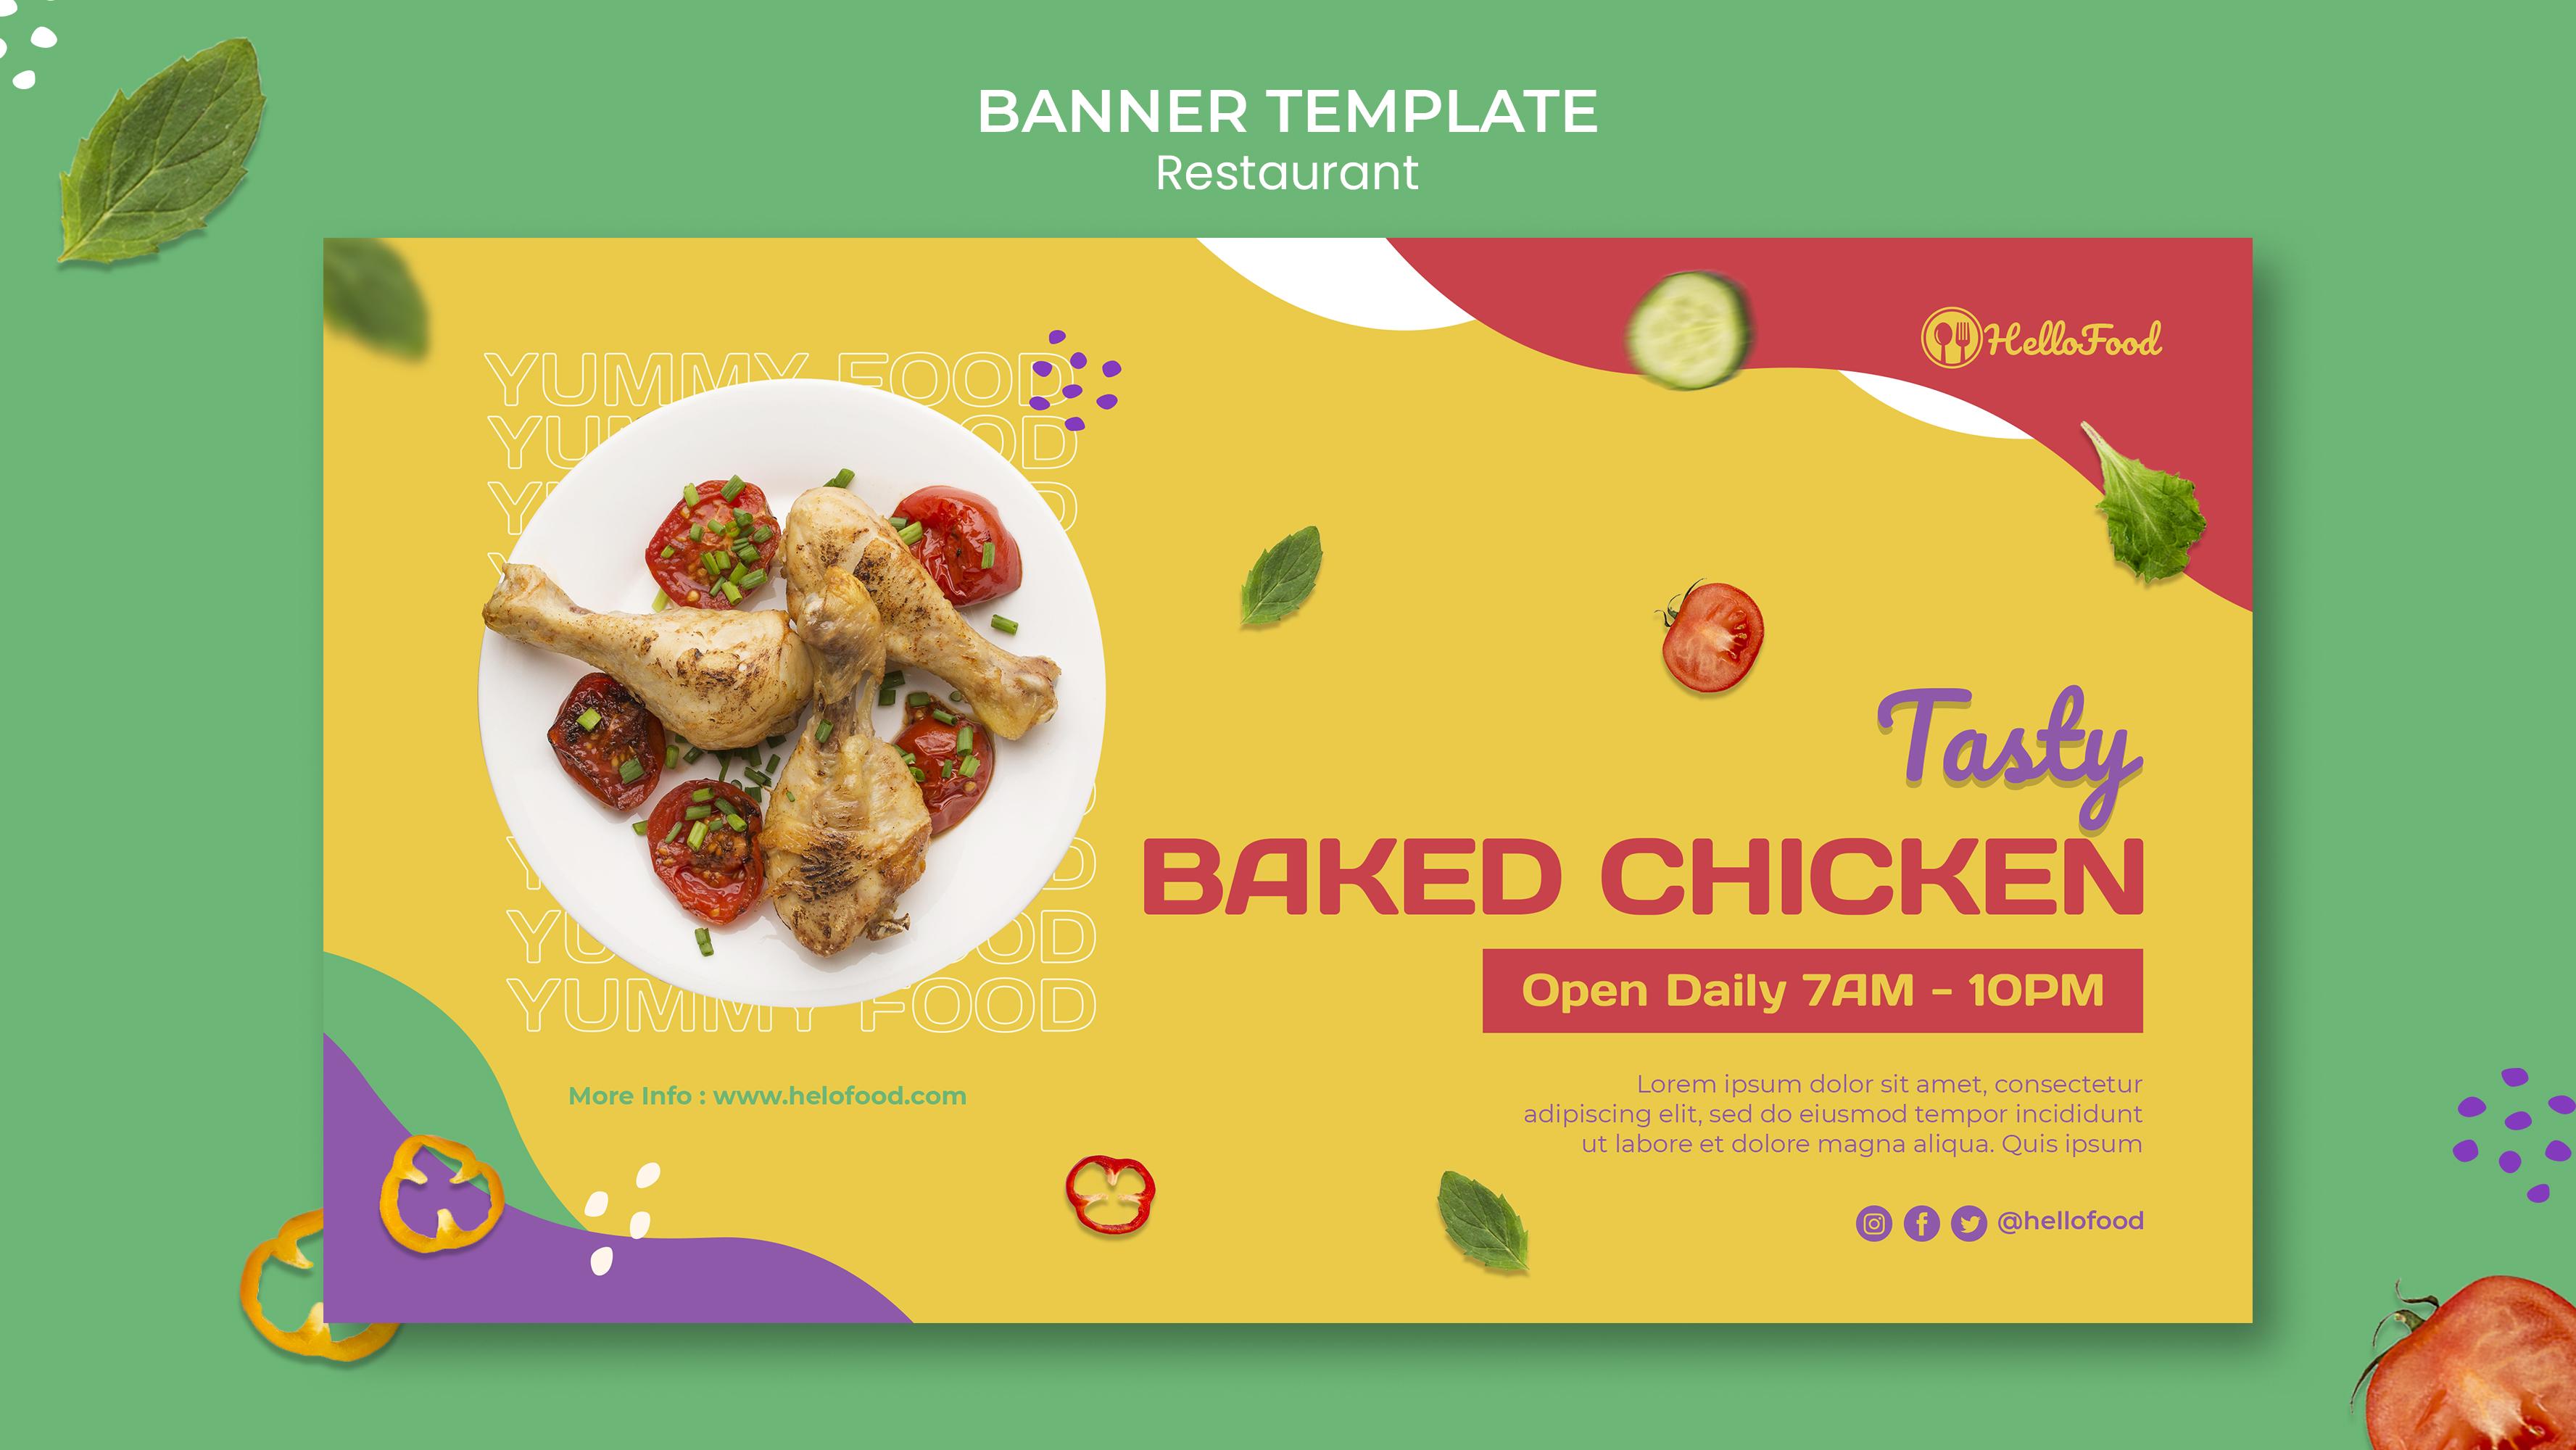 BANNER TEMPLATE
Restaurant
HelloFood
YUMMY FOOD
YUMMY FOOD
More Info : www.helofood.com
Tasty
BAKED CHICKEN
Open Daily 7AM - 10PM
Lorem ipsum dolor sit amet, consectetur
adipiscing elit, sed do eiusmod tempor incididunt
ut labore et dolore magna aliqua. Quis ipsum
@hellofood